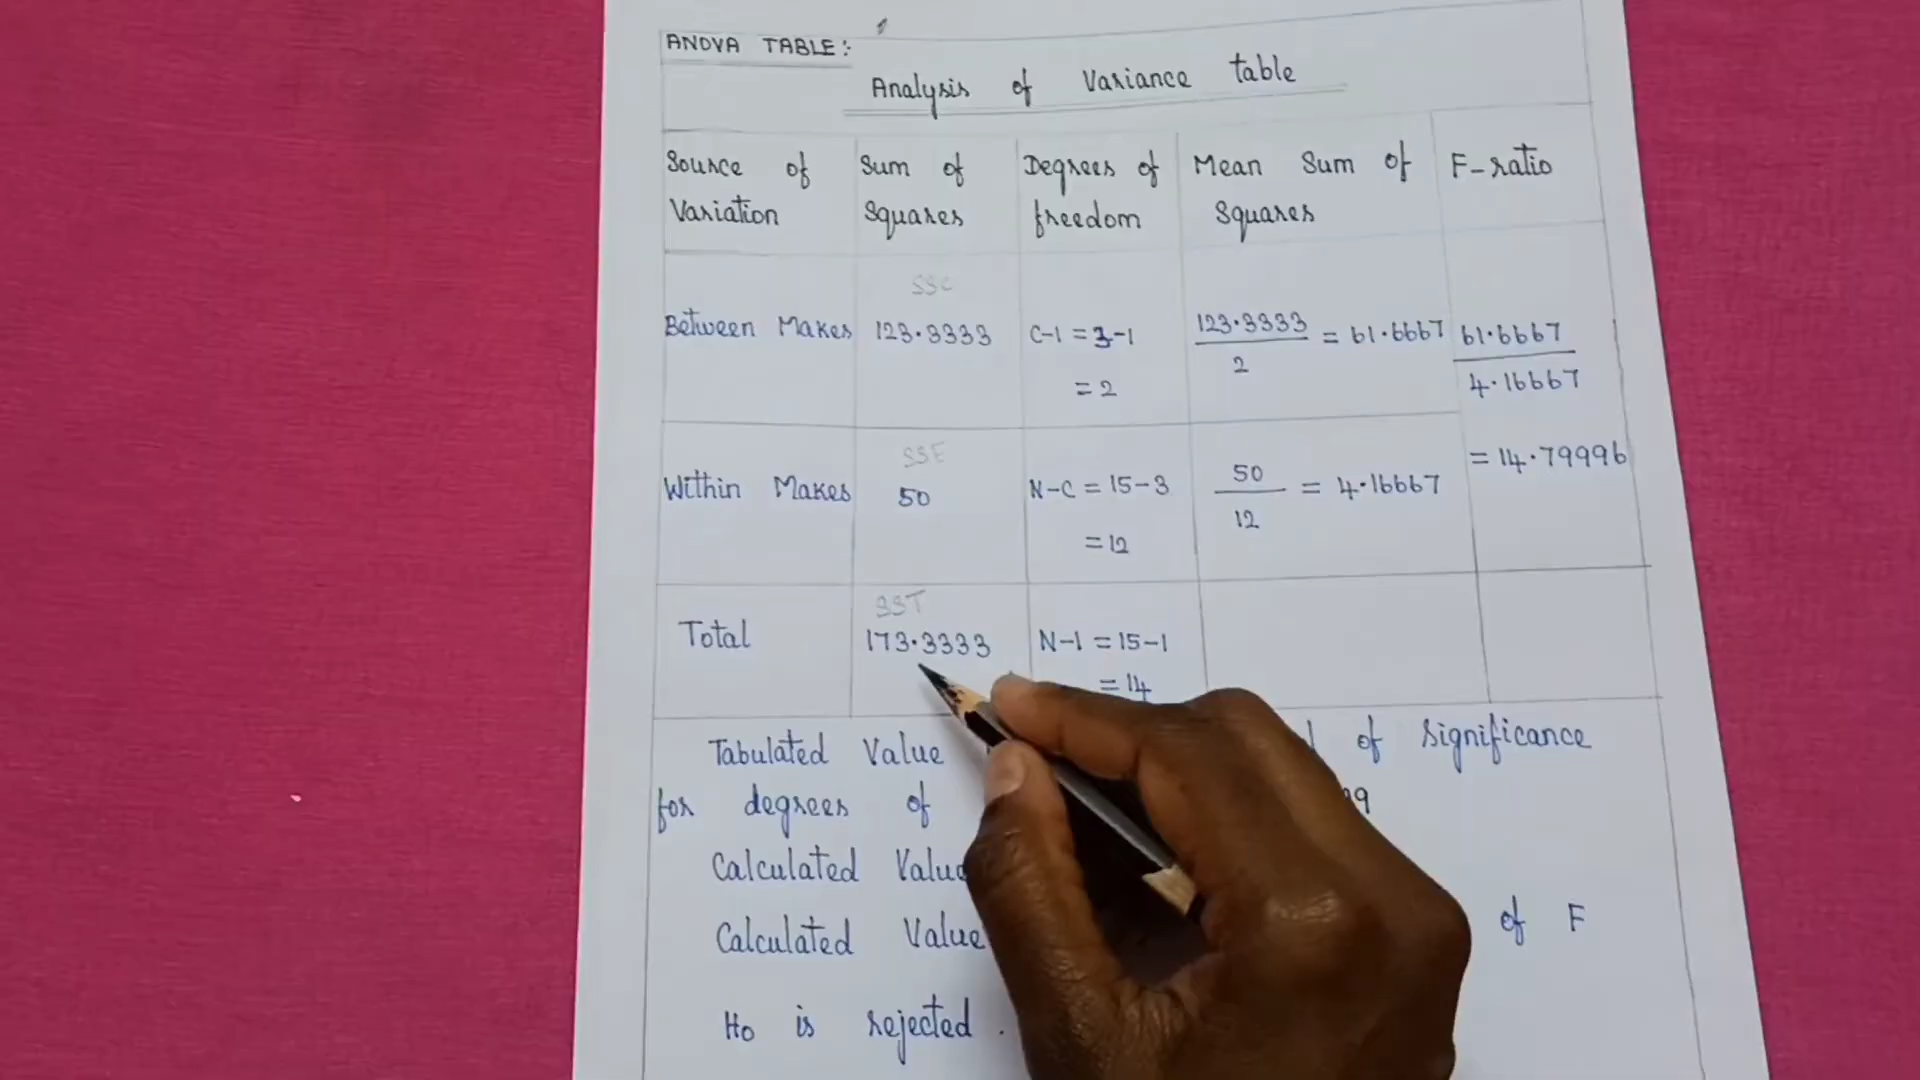 ANOVA TABLE:
Analysis of Variance table
Source of Variation
Sum of Squares
Degrees of freedom
Mean Sum of Squares
F-ratio
SSC
Between Makes
123.3333
C-1 = 3-1
= 2
123.3333 / 2 = 61.6667
61.6667 / 4.16667
= 14.79996
SSE
Within Makes
50
N-C = 15-3
= 12
50 / 12 = 4.16667
SST
Total
173.3333
N-1 = 15-1
= 14
Tabulated Value of significance
for degrees of
Calculated
Calculated Value of F
Ho is rejected.